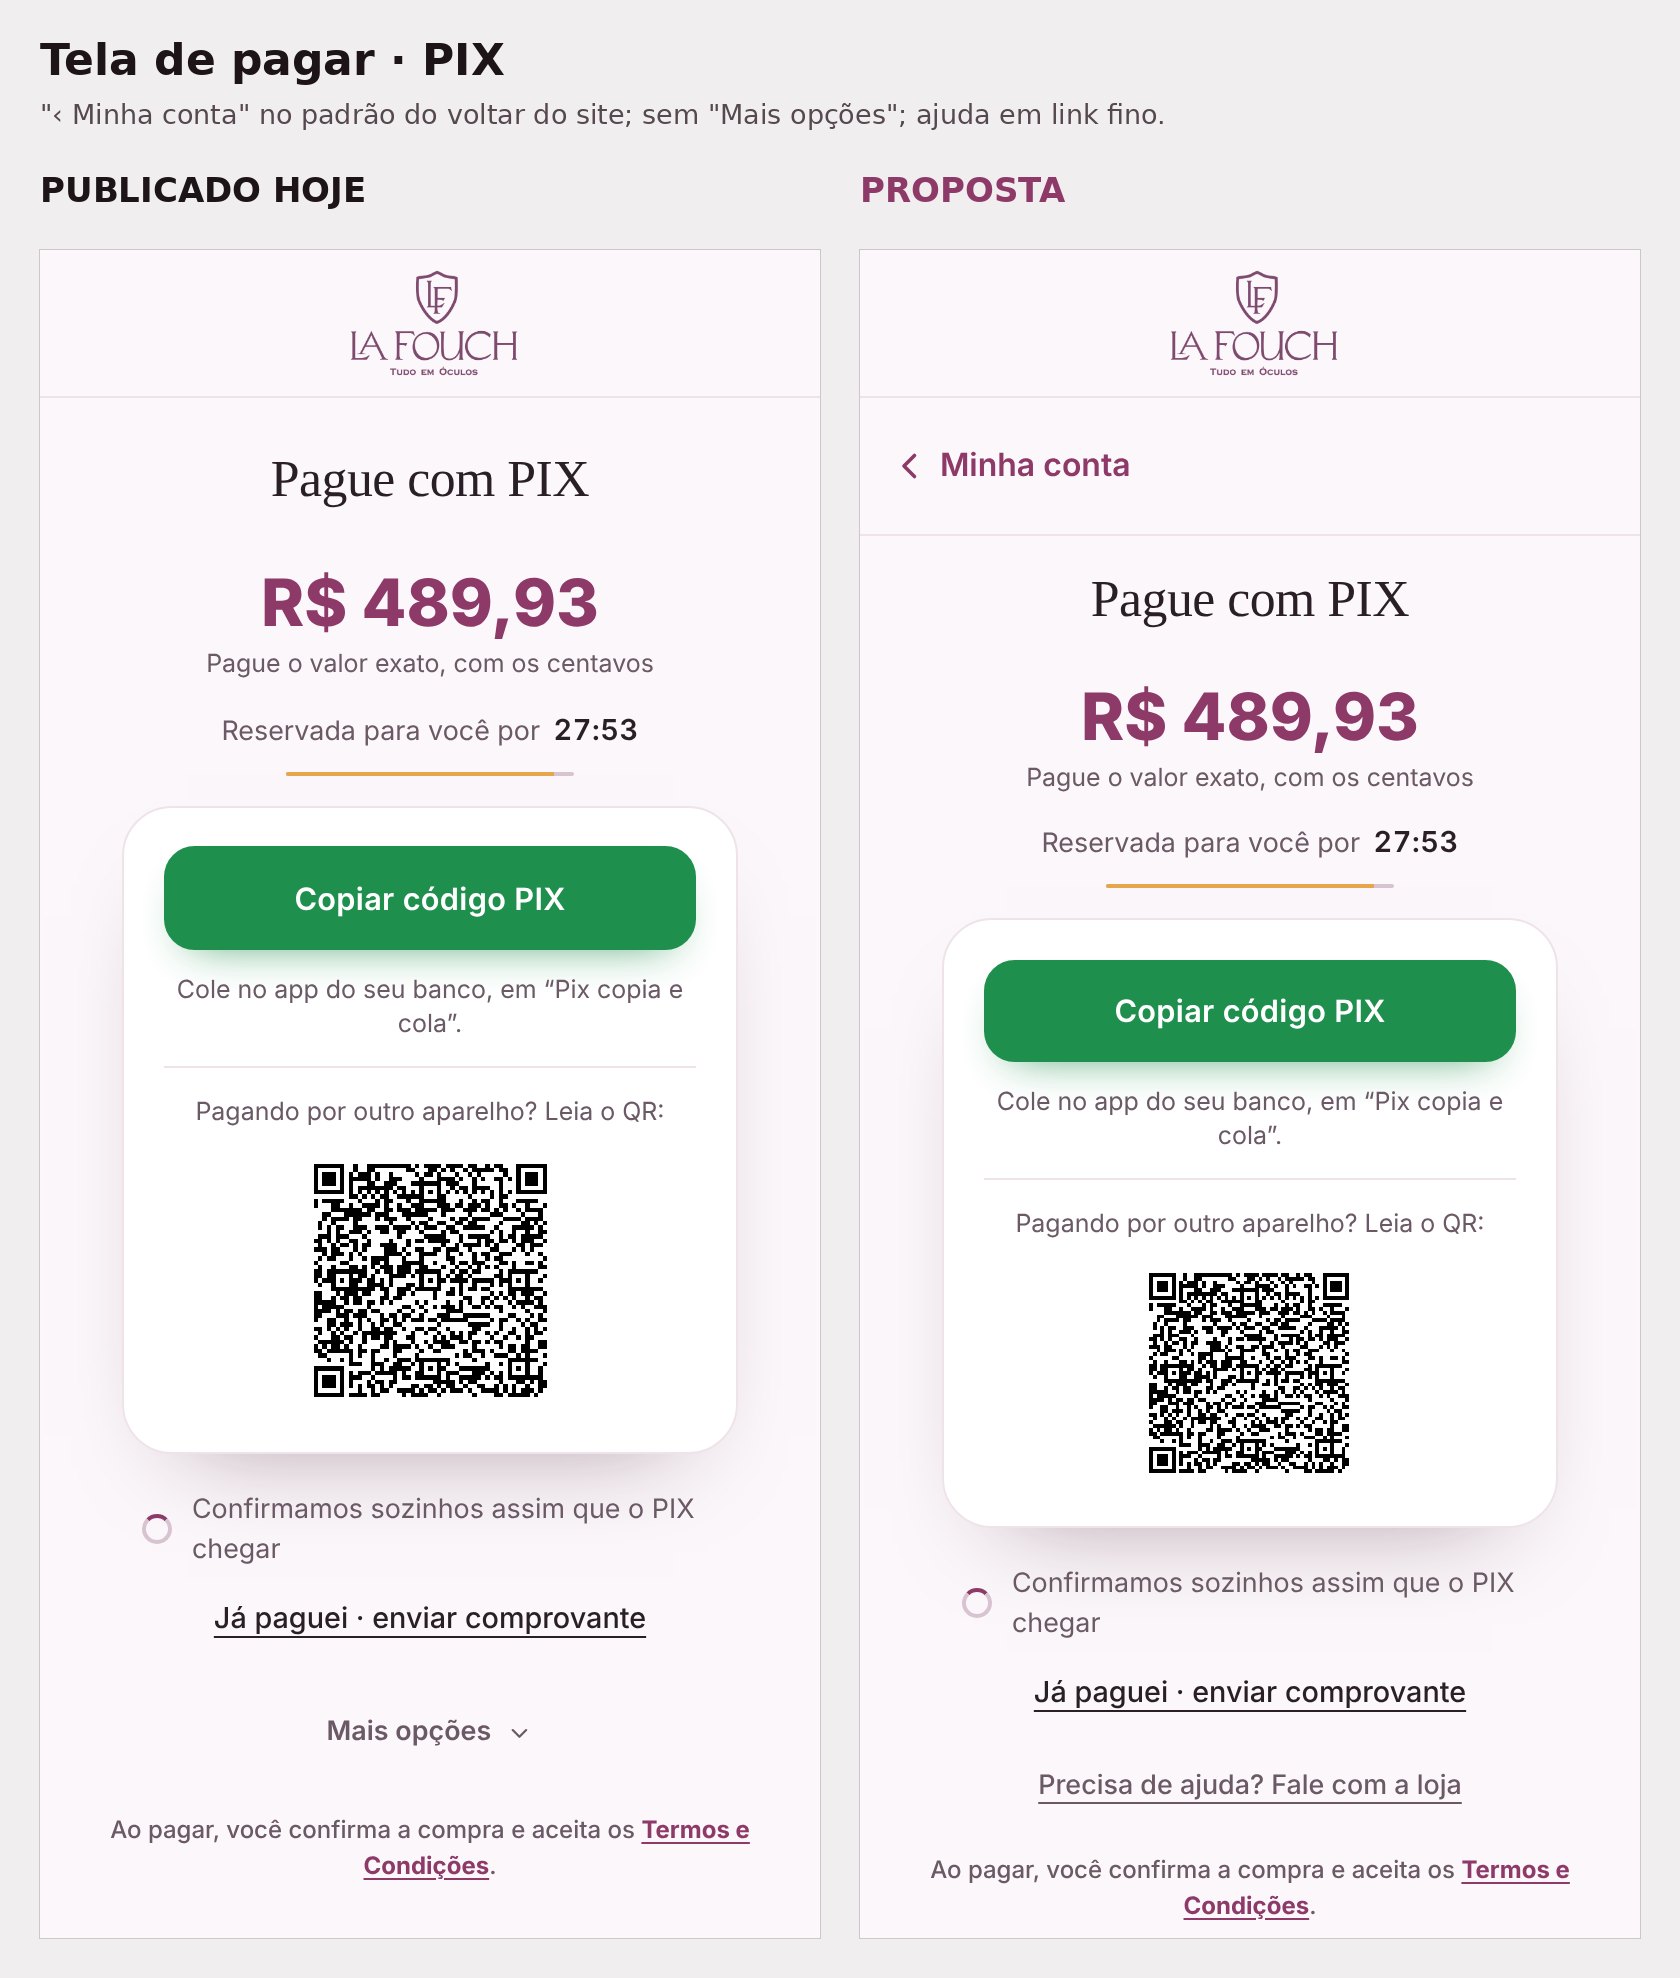 Tela de pagar · PIX
"‹ Minha conta" no padrão do voltar do site; sem "Mais opções"; ajuda em link fino.
PUBLICADO HOJE
LF
LA FOUCH
Tudo em Óculos
Pague com PIX
R$ 489,93
Pague o valor exato, com os centavos
Reservada para você por 27:53
Copiar código PIX
Cole no app do seu banco, em “Pix copia e
cola”.
Pagando por outro aparelho? Leia o QR:
Confirmamos sozinhos assim que o PIX
chegar
Já paguei · enviar comprovante
Mais opções
Ao pagar, você confirma a compra e aceita os Termos e
Condições.
PROPOSTA
LF
LA FOUCH
Tudo em Óculos
Minha conta
Pague com PIX
R$ 489,93
Pague o valor exato, com os centavos
Reservada para você por 27:53
Copiar código PIX
Cole no app do seu banco, em “Pix copia e
cola”.
Pagando por outro aparelho? Leia o QR:
Confirmamos sozinhos assim que o PIX
chegar
Já paguei · enviar comprovante
Precisa de ajuda? Fale com a loja
Ao pagar, você confirma a compra e aceita os Termos e
Condições.